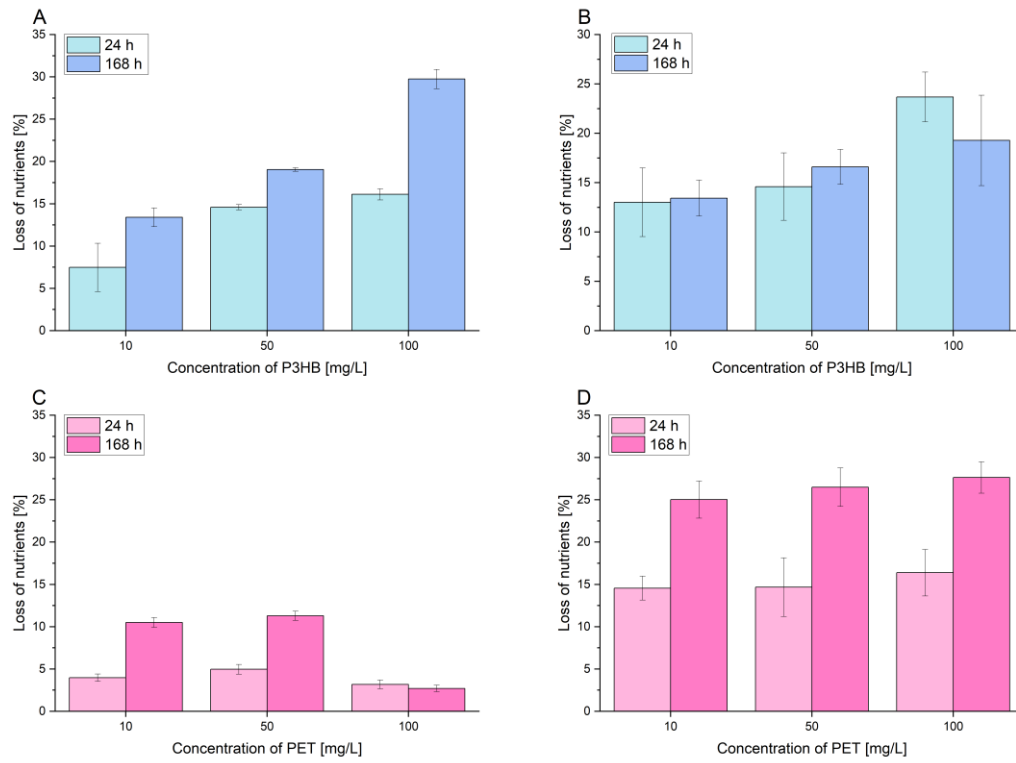 A
24 h
168 h
Loss of nutrients [%]
35
30
25
20
15
10
5
0
10
50
100
Concentration of P3HB [mg/L]
B
24 h
168 h
Loss of nutrients [%]
30
25
20
15
10
5
0
10
50
100
Concentration of P3HB [mg/L]
C
24 h
168 h
Loss of nutrients [%]
35
30
25
20
15
10
5
0
10
50
100
Concentration of PET [mg/L]
D
24 h
168 h
Loss of nutrients [%]
35
30
25
20
15
10
5
0
10
50
100
Concentration of PET [mg/L]